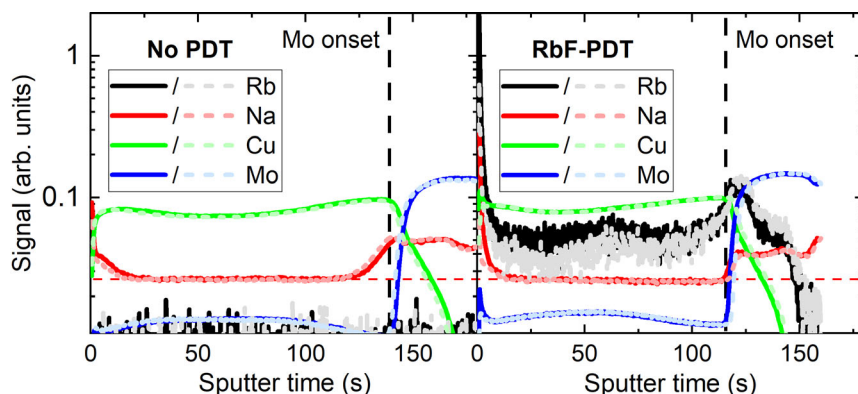 No PDT
Mo onset
/ Rb
/ Na
/ Cu
/ Mo
RbF-PDT
Mo onset
/ Rb
/ Na
/ Cu
/ Mo
Signal (arb. units)
1
0.1
0 50 100 150
0 50 100 150
Sputter time (s)
Sputter time (s)